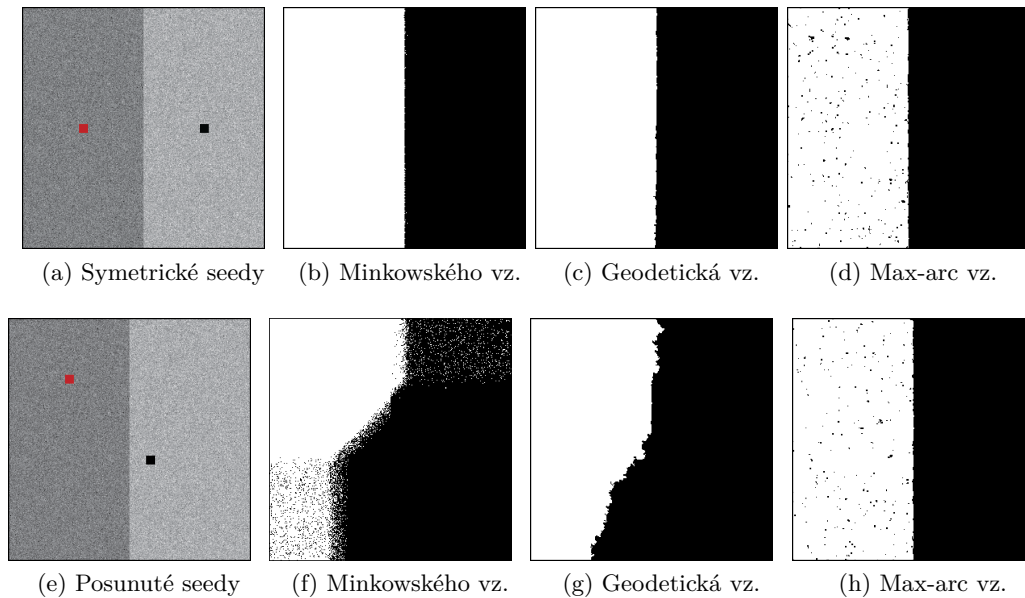 (a) Symetrické seedy
(b) Minkowského vz.
(c) Geodetická vz.
(d) Max-arc vz.
(e) Posunuté seedy
(f) Minkowského vz.
(g) Geodetická vz.
(h) Max-arc vz.